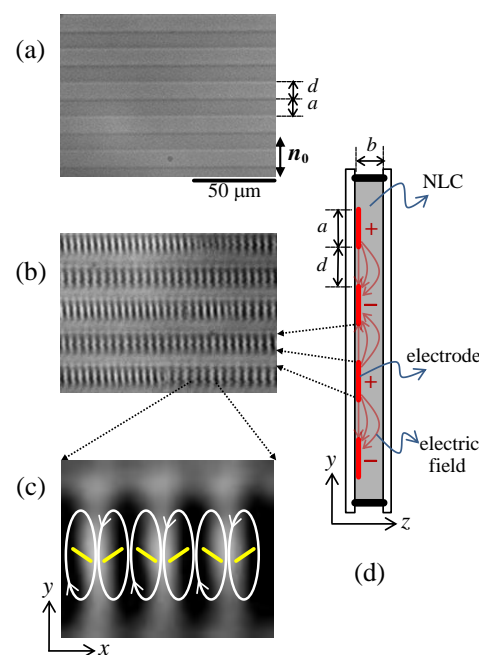 (a)
d
a
n₀
50 μm
b
NLC
a
+
d
(b)
−
electrode
+
electric
field
−
(c)
y
z
(d)
y
x